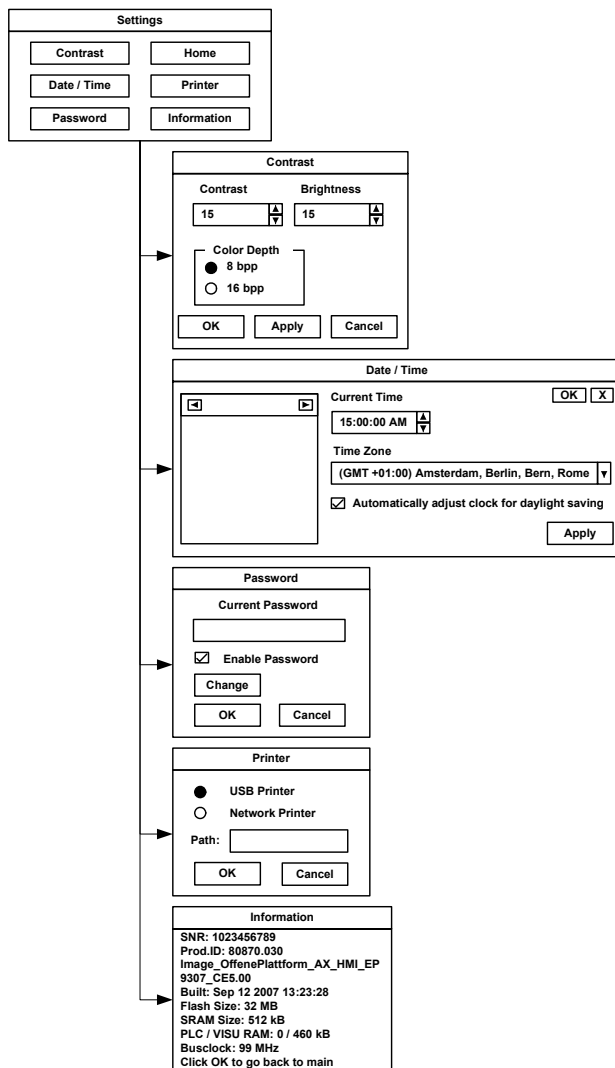 Settings
Contrast Home
Date / Time Printer
Password Information
Contrast
Contrast Brightness
15 15
Color Depth
8 bpp
16 bpp
OK Apply Cancel
Date / Time
Current Time OK X
15:00:00 AM
Time Zone
(GMT +01:00) Amsterdam, Berlin, Bern, Rome
Automatically adjust clock for daylight saving
Apply
Password
Current Password
Enable Password
Change
OK Cancel
Printer
USB Printer
Network Printer
Path:
OK Cancel
Information
SNR: 1023456789
Prod.ID: 80870.030
Image_OffenePlattform_AX_HMI_EP
9307_CE5.00
Built: Sep 12 2007 13:23:28
Flash Size: 32 MB
SRAM Size: 512 kB
PLC / VISU RAM: 0 / 460 kB
Busclock: 99 MHz
Click OK to go back to main